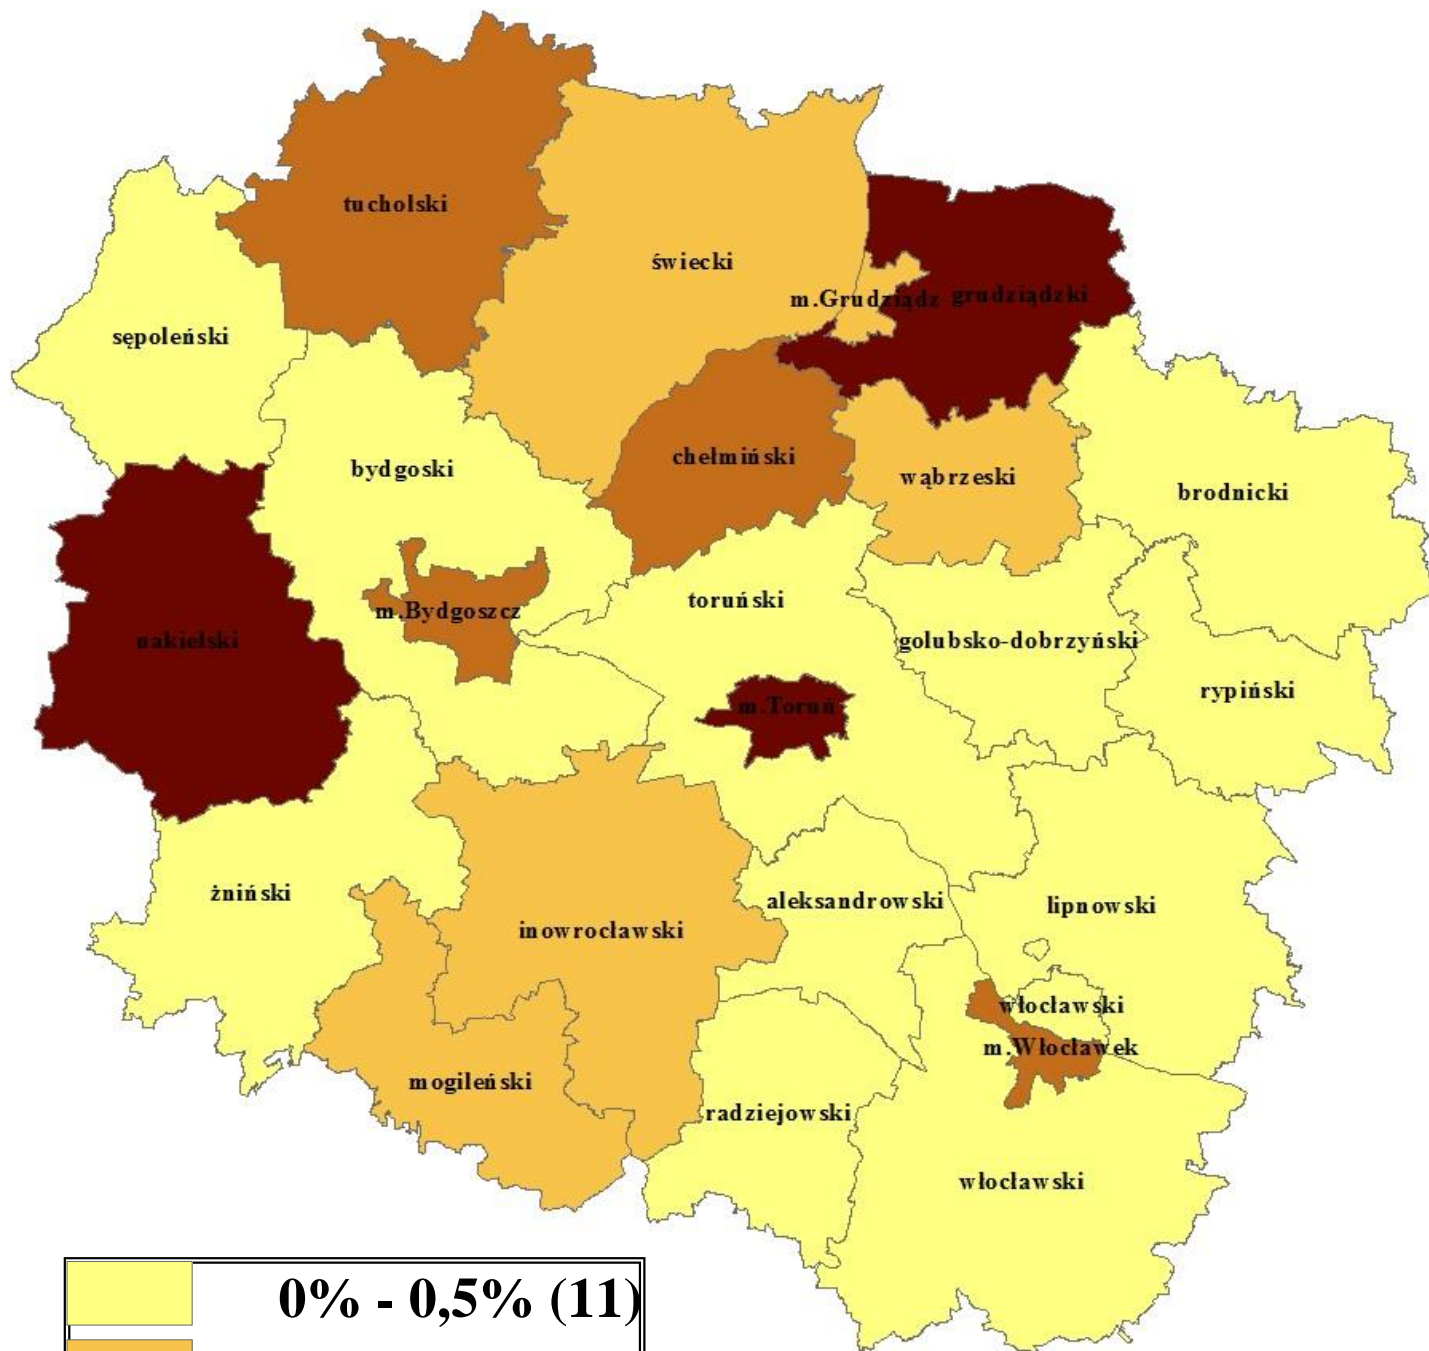 tucholski
świecki
m.Grudziądz
grudziądzki
sępoleński
chełmiński
bydgoski
wąbrzeski
brodnicki
toruński
m.Bydgoszcz
nakielski
golubsko-dobrzyński
rypiński
m.Toruń
żniński
aleksandrowski
lipnowski
inowrocławski
włocławski
m.Włocławek
mogileński
radziejowski
włocławski
0% - 0,5% (11)